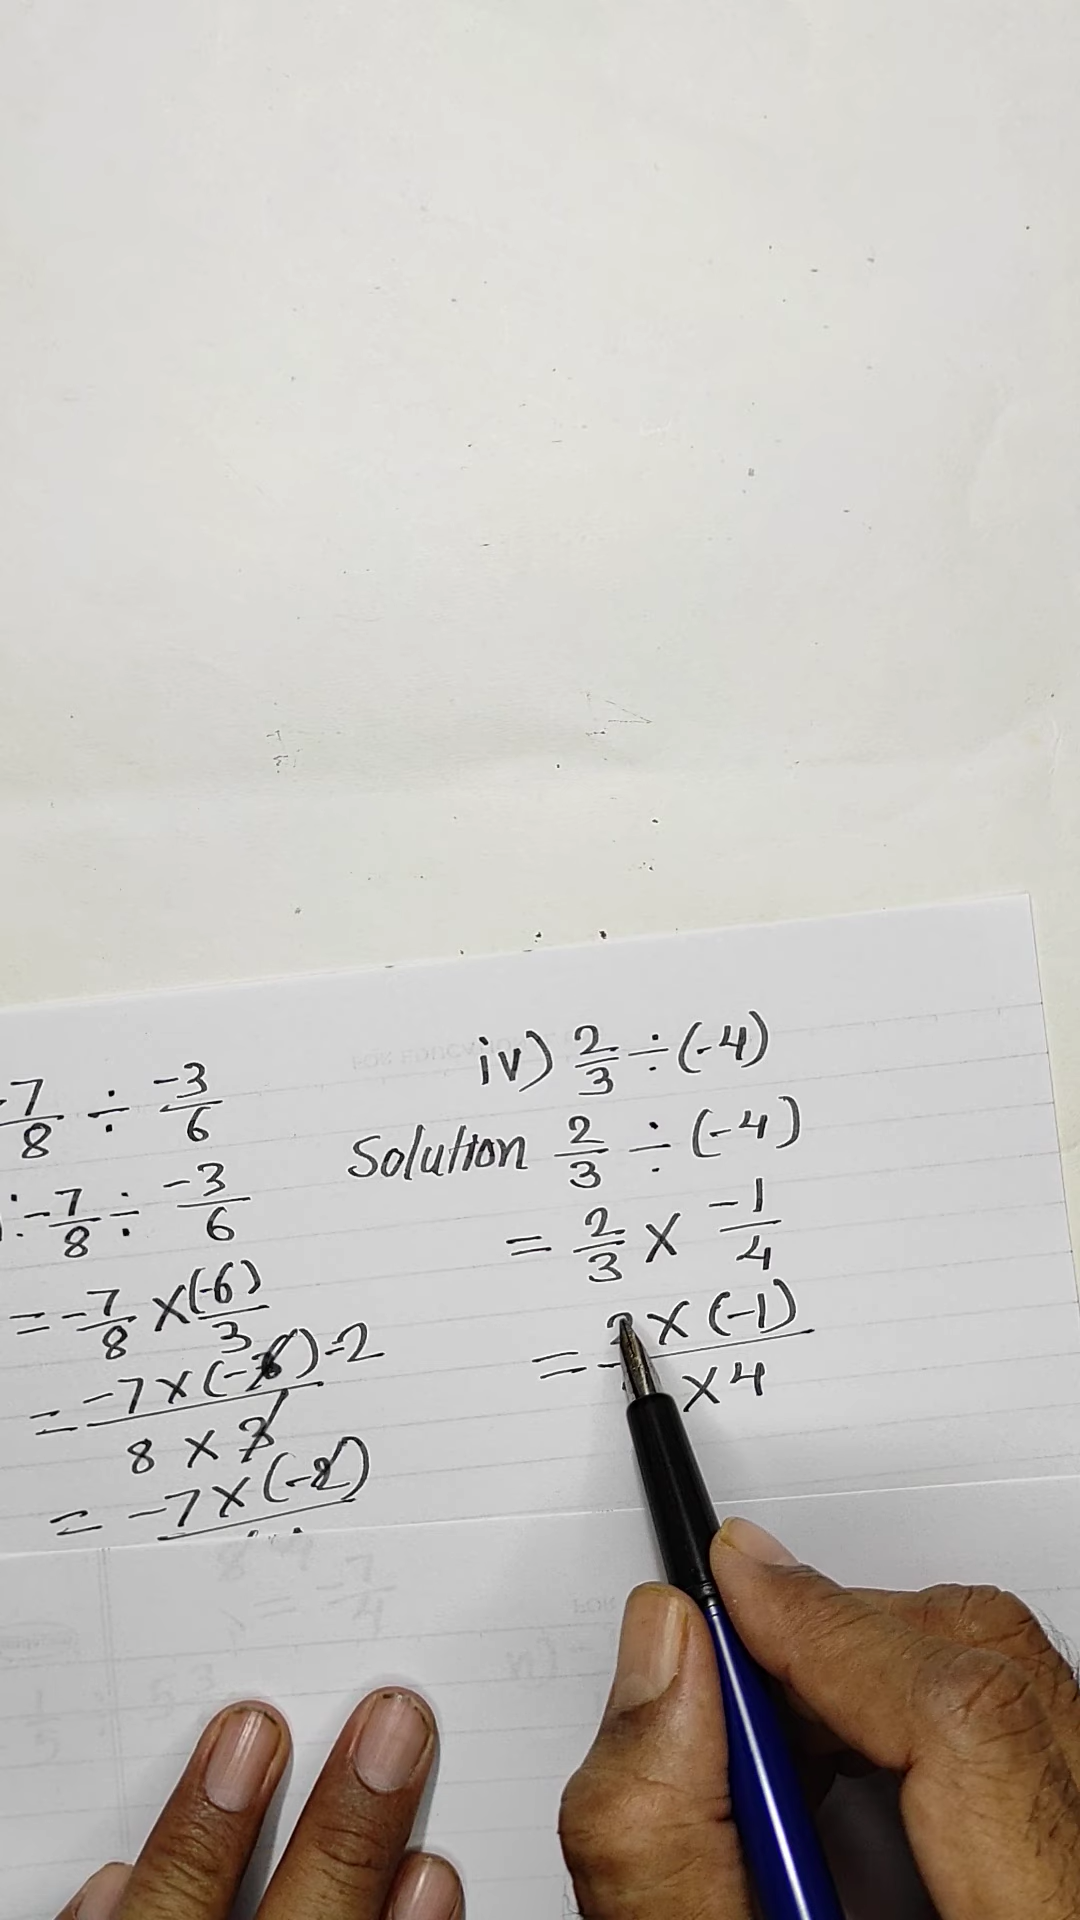 -7/8 ÷ -3/6
: -7/8 ÷ -3/6
= -7/8 × (-6)/3
= -7 × (-6) -2 / 8 × 3
= -7 × (-2)
iv) 2/3 ÷ (-4)
Solution 2/3 ÷ (-4)
= 2/3 × -1/4
= 2 × (-1) / × 4